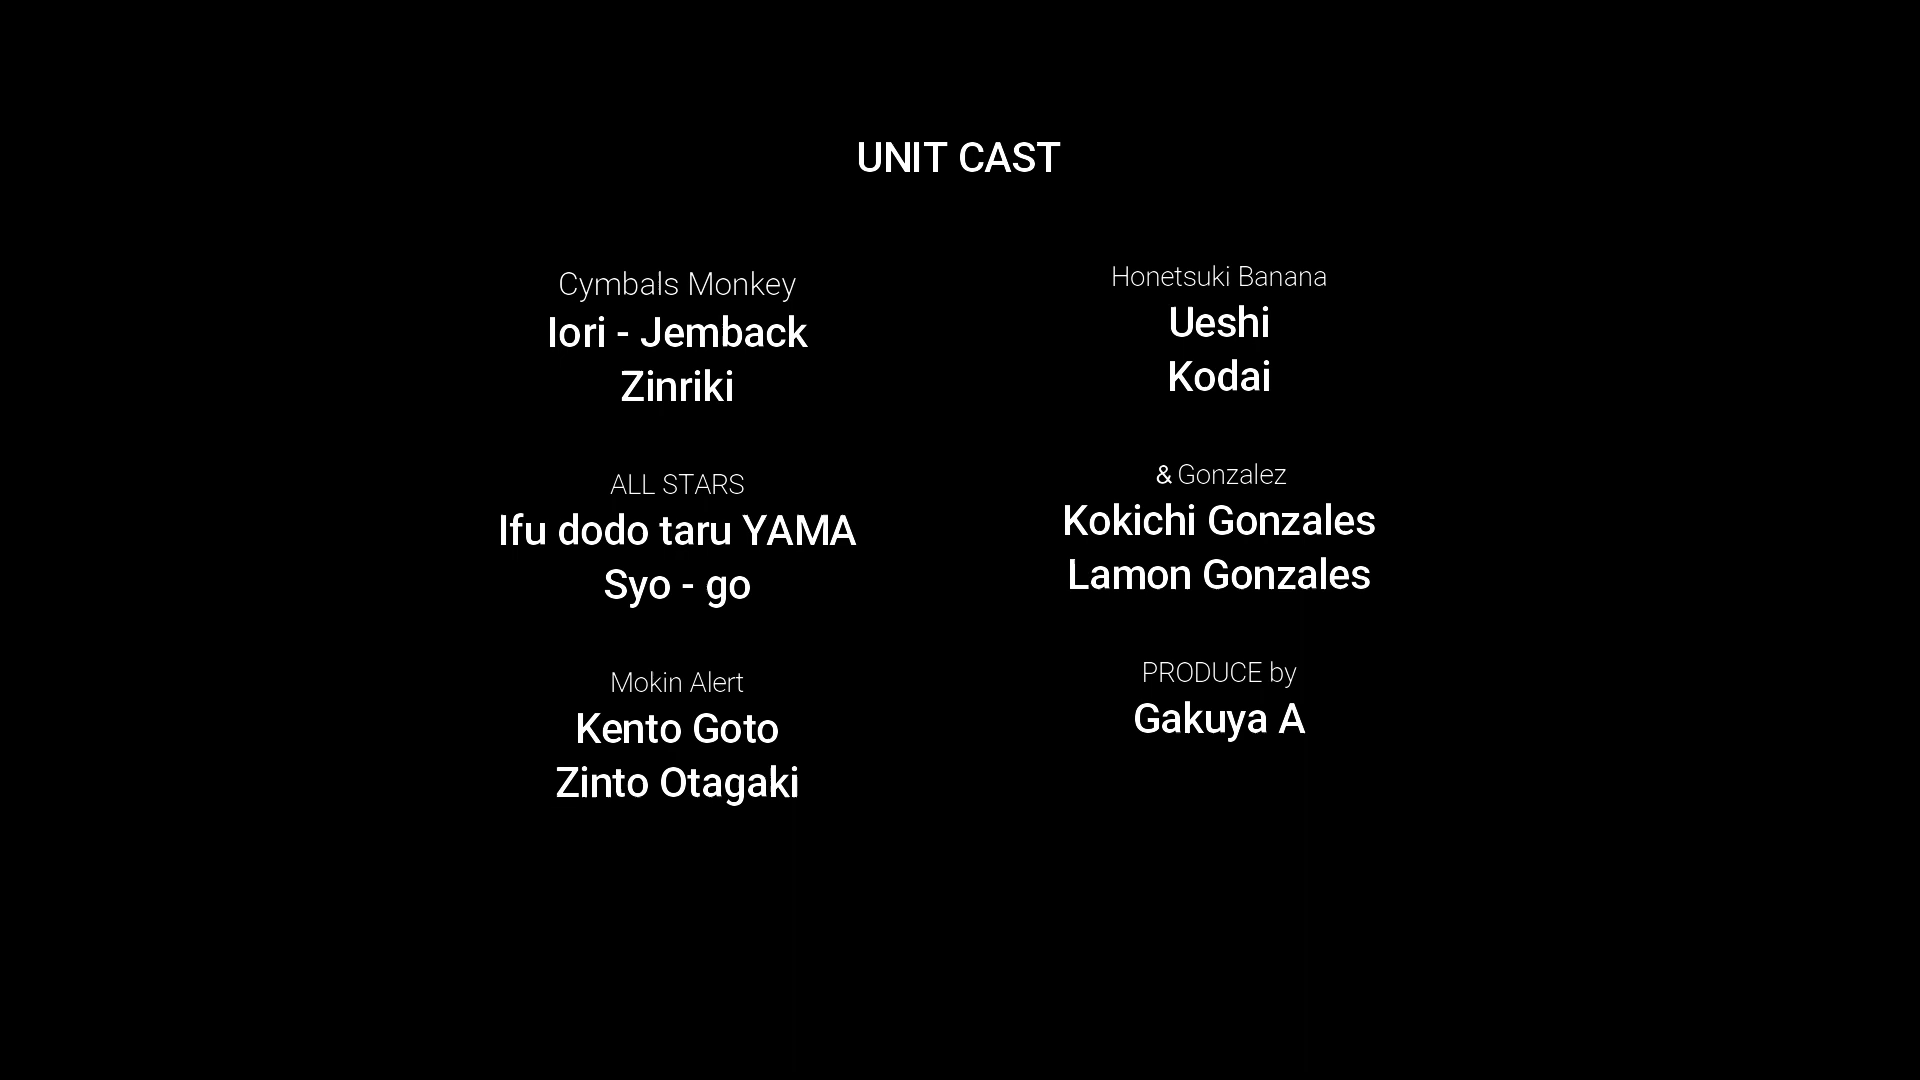 UNIT CAST
Cymbals Monkey
Iori - Jemback
Zinriki
ALL STARS
Ifu dodo taru YAMA
Syo - go
Mokin Alert
Kento Goto
Zinto Otagaki
Honetsuki Banana
Ueshi
Kodai
& Gonzalez
Kokichi Gonzales
Lamon Gonzales
PRODUCE by
Gakuya A